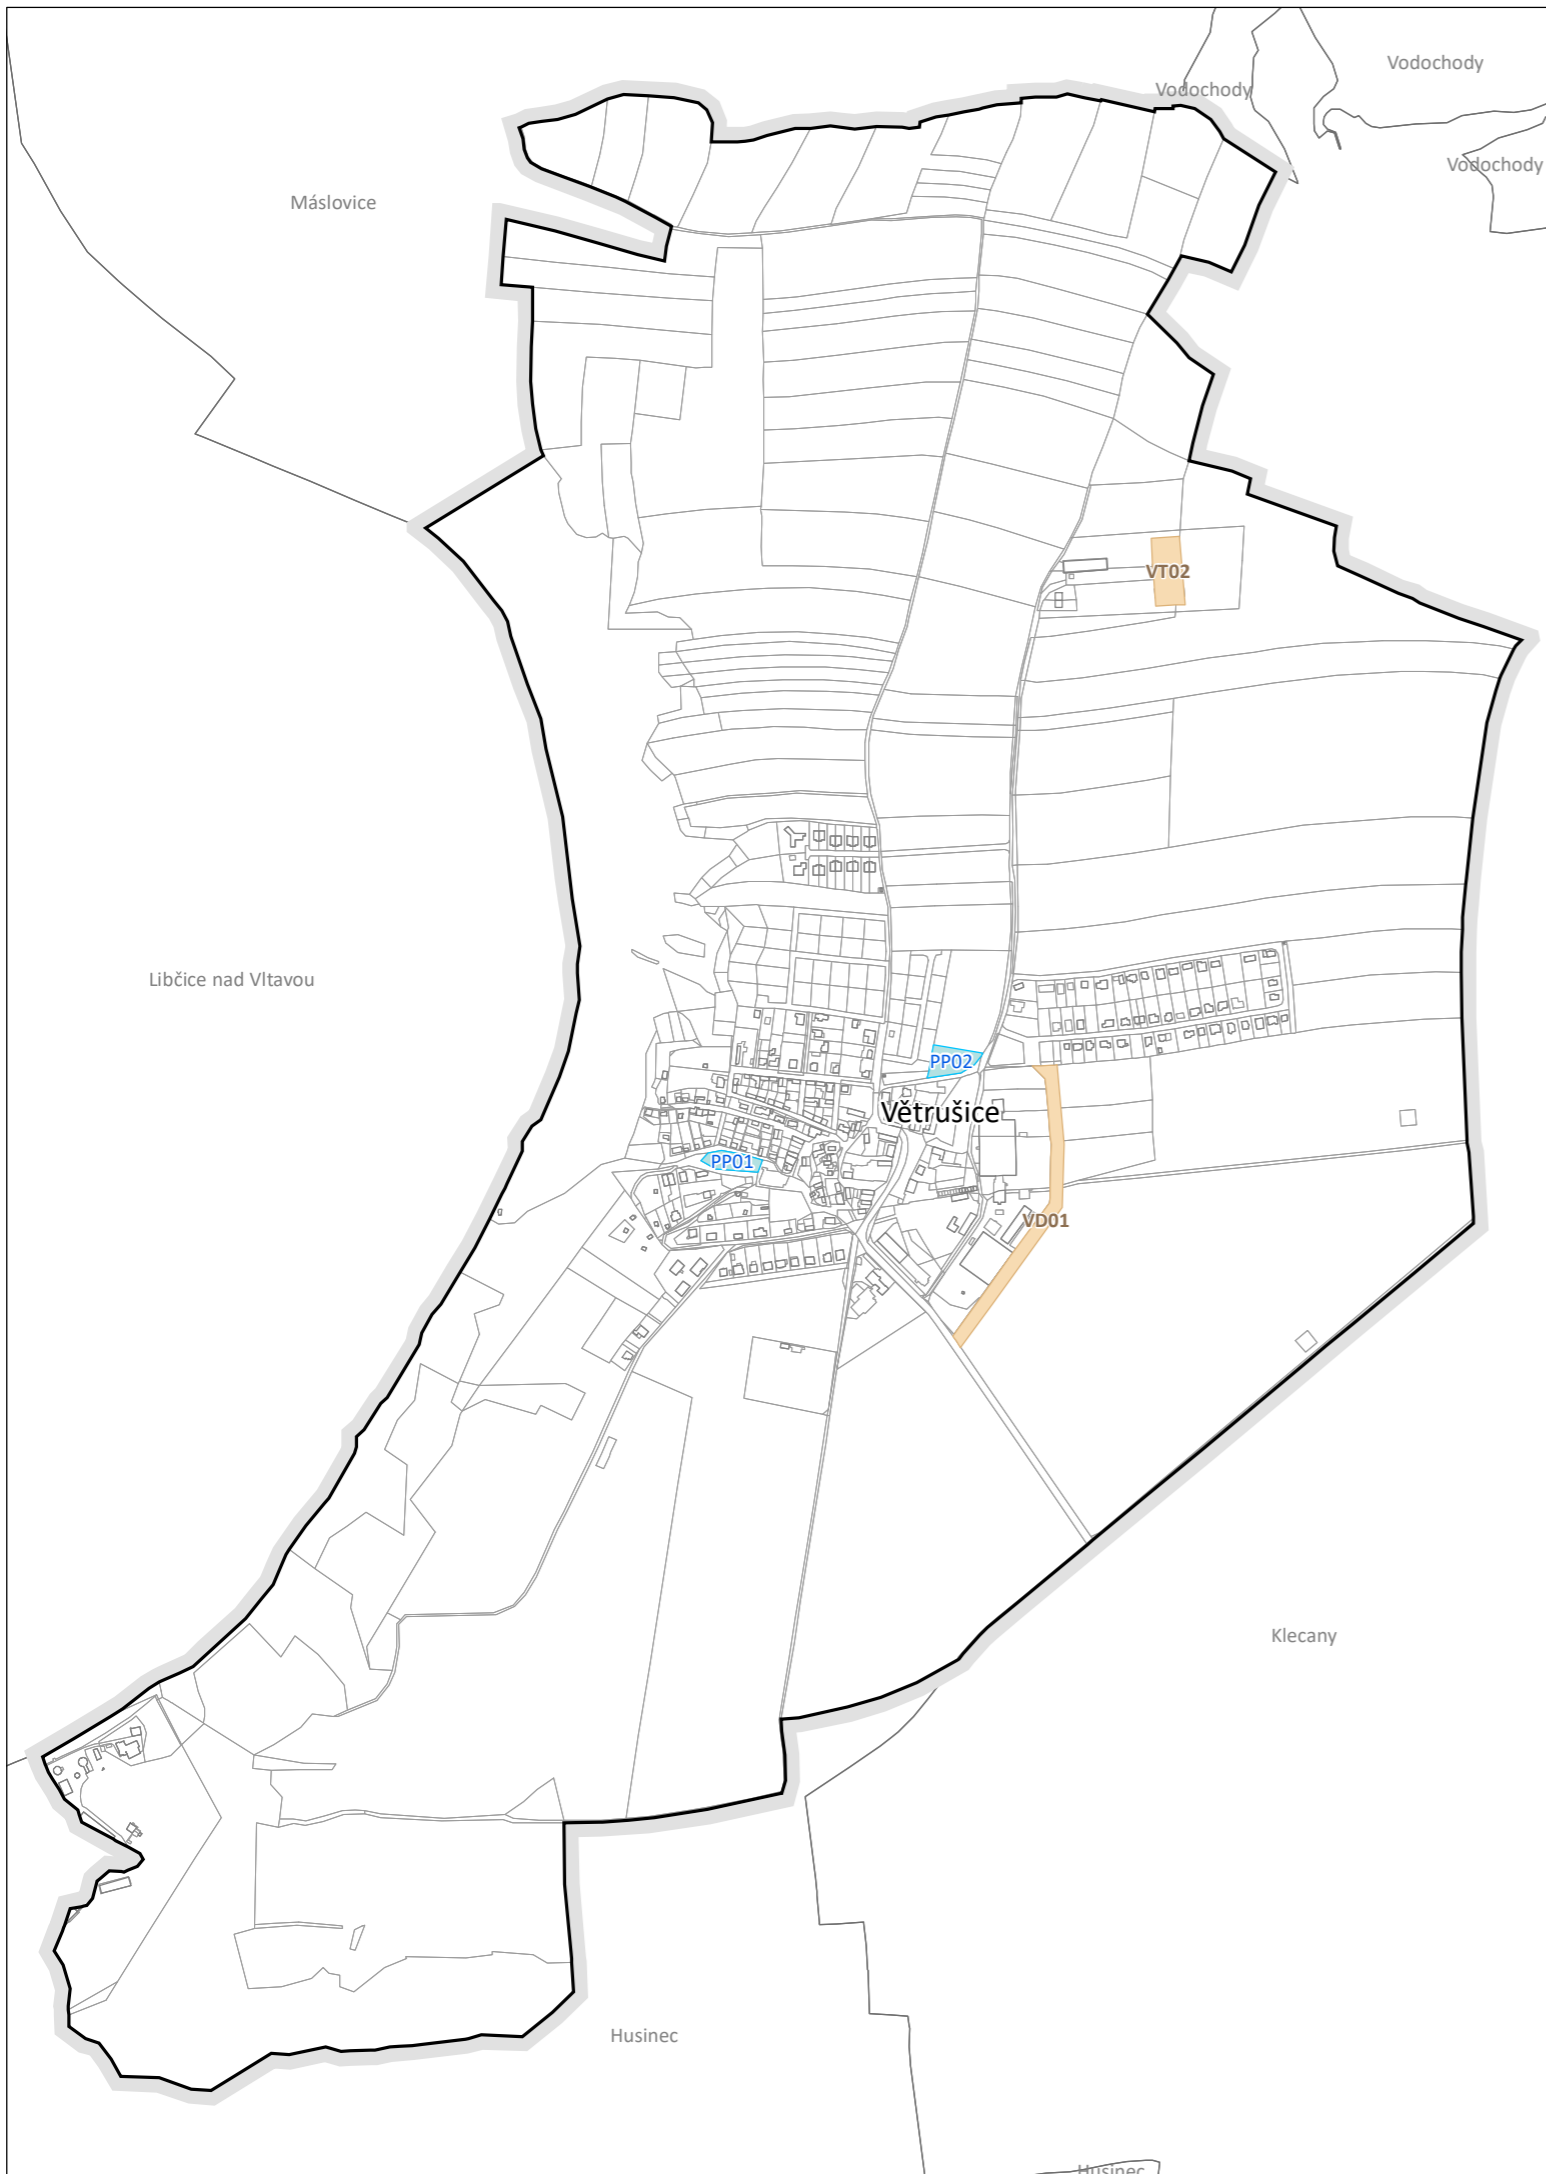 Vodochody
Vodochody
Vodochody
Máslovice
VT02
Libčice nad Vltavou
PP02
Větrušice
PP01
VD01
Klecany
Husinec
Husinec